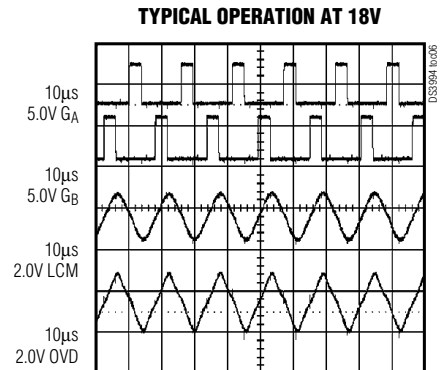 TYPICAL OPERATION AT 18V
DS3994 toc06
10μs
5.0V GA
10μs
5.0V GB
10μs
2.0V LCM
10μs
2.0V OVD